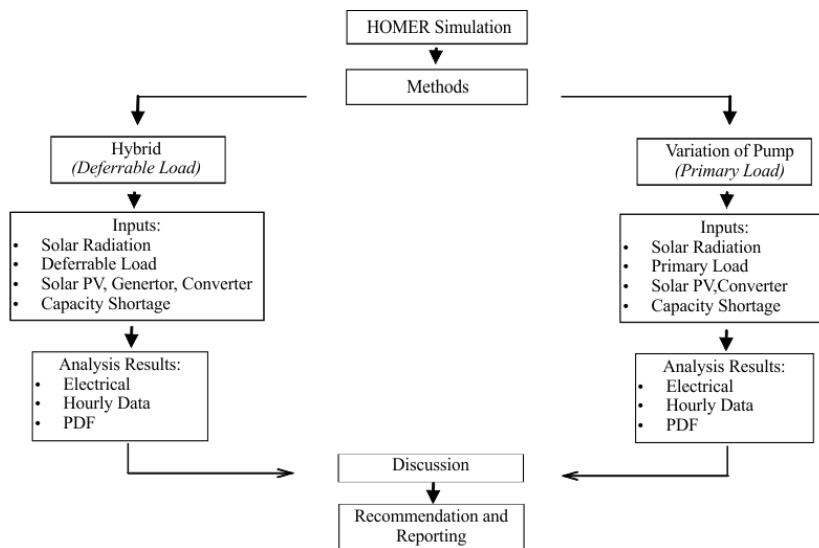 HOMER Simulation
Methods
Hybrid
(Deferrable Load)
Inputs:
• Solar Radiation
• Deferrable Load
• Solar PV, Genertor, Converter
• Capacity Shortage
Analysis Results:
• Electrical
• Hourly Data
• PDF
Variation of Pump
(Primary Load)
Inputs:
• Solar Radiation
• Primary Load
• Solar PV,Converter
• Capacity Shortage
Analysis Results:
• Electrical
• Hourly Data
• PDF
Discussion
Recommendation and
Reporting